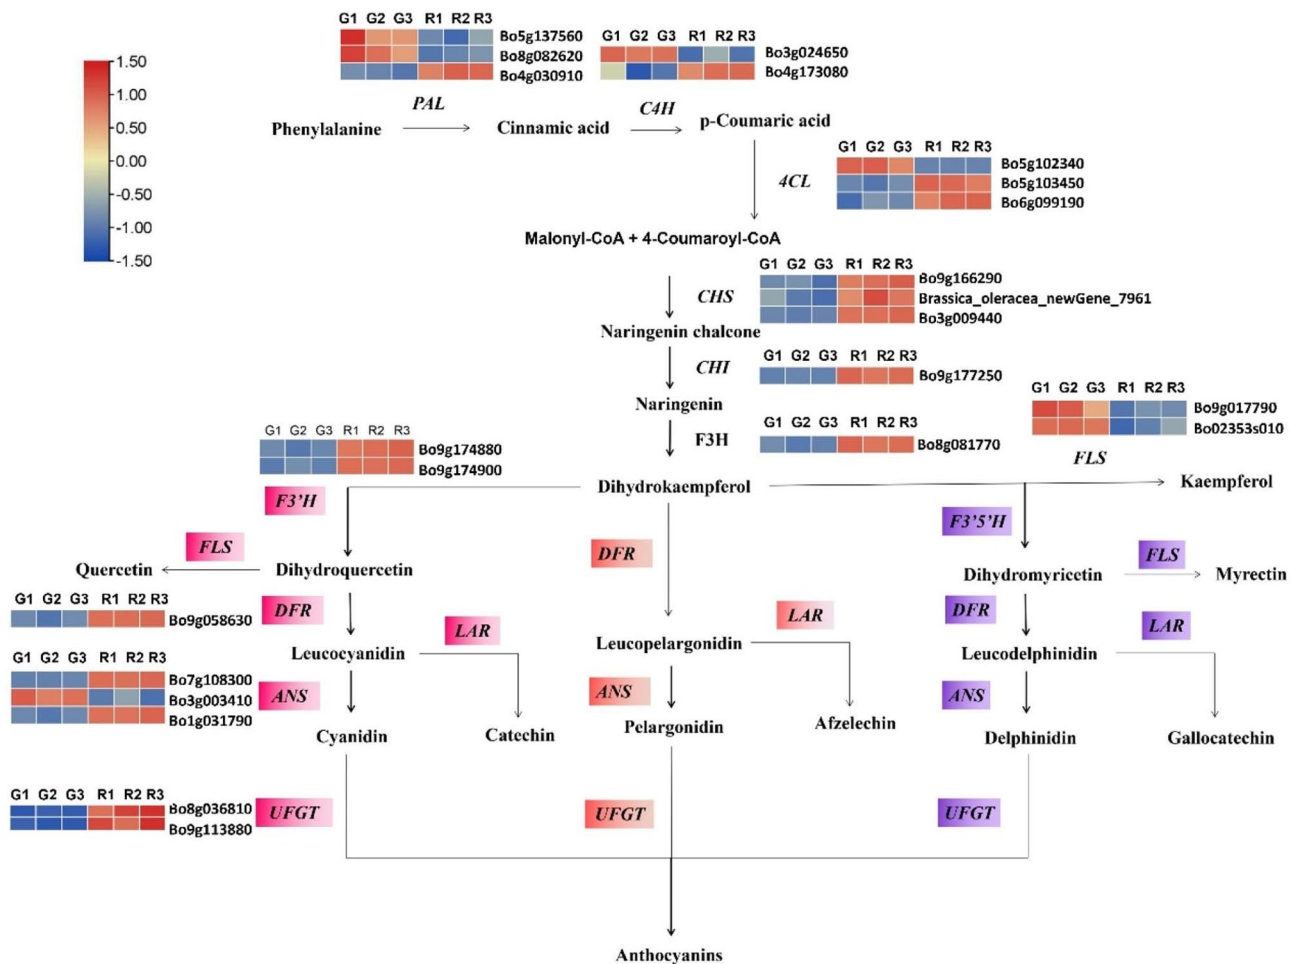 G1 G2 G3 R1 R2 R3
Bo5g137560
Bo8g082620
Bo4g030910
G1 G2 G3 R1 R2 R3
Bo3g024650
Bo4g173080
1.50
1.00
0.50
0.00
-0.50
-1.00
-1.50
PAL
C4H
Phenylalanine
Cinnamic acid
p-Coumaric acid
G1 G2 G3 R1 R2 R3
Bo5g102340
Bo5g103450
Bo6g099190
4CL
Malonyl-CoA + 4-Coumaroyl-CoA
G1 G2 G3 R1 R2 R3
Bo9g166290
Brassica_oleracea_newGene_7961
Bo3g009440
CHS
Naringenin chalcone
G1 G2 G3 R1 R2 R3
Bo9g177250
CHI
Naringenin
G1 G2 G3 R1 R2 R3
Bo9g017790
Bo02353s010
FLS
G1 G2 G3 R1 R2 R3
Bo9g174880
Bo9g174900
G1 G2 G3 R1 R2 R3
Bo8g081770
F3H
Dihydrokaempferol
Kaempferol
F3’H
F3’5’H
FLS
DFR
FLS
Quercetin
Dihydroquercetin
Dihydromyricetin
Myrectin
G1 G2 G3 R1 R2 R3
Bo9g058630
DFR
LAR
LAR
DFR
LAR
Leucocyanidin
Leucopelargonidin
Leucodelphinidin
G1 G2 G3 R1 R2 R3
Bo7g108300
Bo3g003410
Bo1g031790
ANS
ANS
ANS
Cyanidin
Catechin
Pelargonidin
Afzelechin
Delphinidin
Gallocatechin
G1 G2 G3 R1 R2 R3
Bo8g036810
Bo9g113880
UFGT
UFGT
UFGT
Anthocyanins